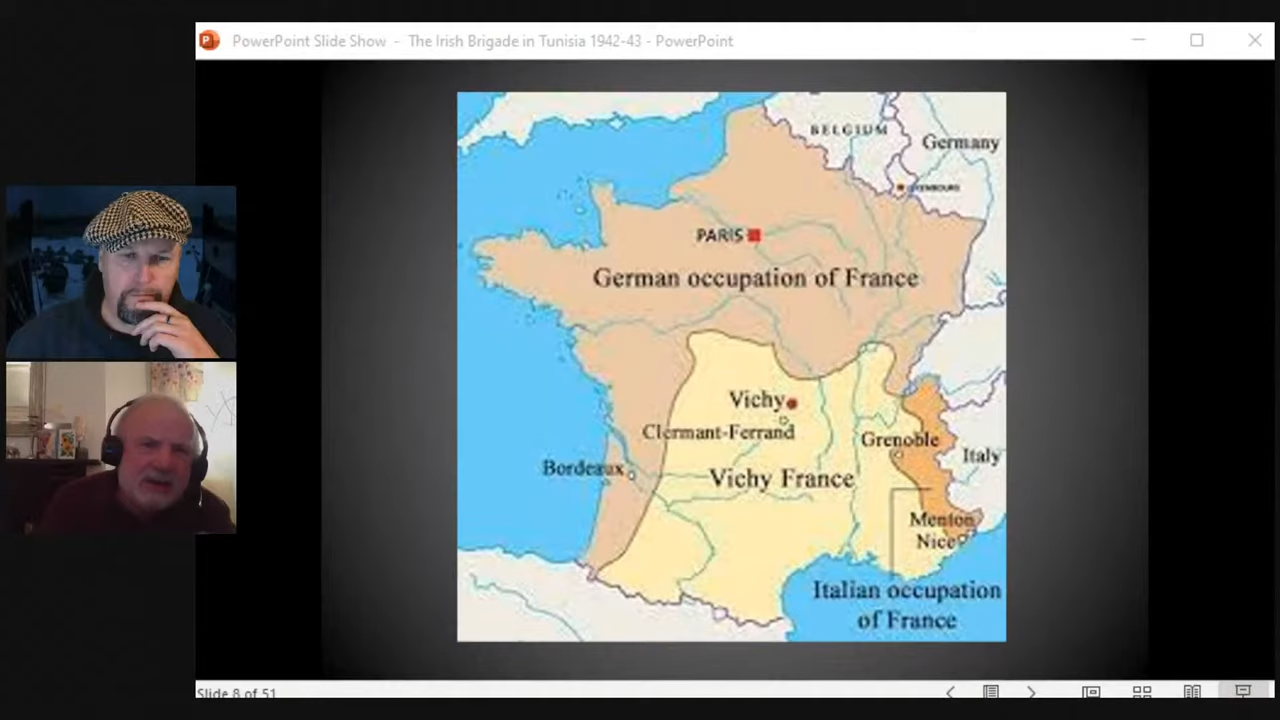 PowerPoint Slide Show - The Irish Brigade in Tunisia 1942-43 - PowerPoint
BELGIUM
Germany
PARIS
German occupation of France
Vichy
Clermant-Ferrand
Grenoble
Italy
Bordeaux
Vichy France
Menton
Nice
Italian occupation
of France
Slide 8 of 51